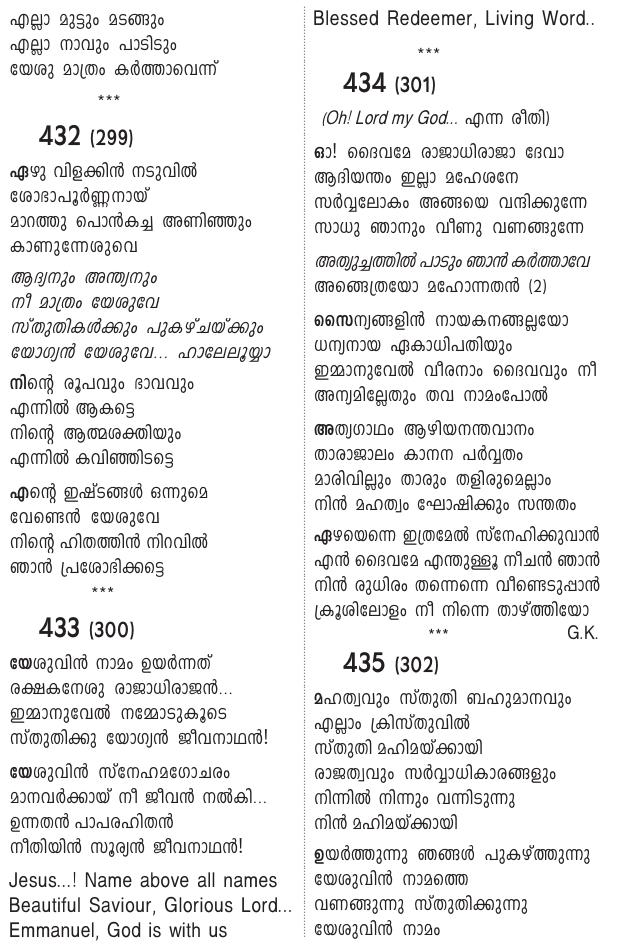 എല്ലാ മുട്ടും മടങ്ങും
എല്ലാ നാവും പാടിടും
യേശു മാത്രം കർത്താവെന്ന്
***
432 (299)
ഏഴു വിളക്കിൻ നടുവിൽ
ശോഭാപൂർണ്ണനായ്
മാറത്തു പൊൻകച്ച അണിഞ്ഞും
കാണുന്നേശുവെ
ആദ്യനും അന്ത്യനും
നീ മാത്രം യേശുവേ
സ്തുതികൾക്കും പുകഴ്ചയ്ക്കും
യോഗ്യൻ യേശുവേ... ഹാലേലൂയ്യാ
നിന്റെ രൂപവും ഭാവവും
എന്നിൽ ആകട്ടെ
നിന്റെ ആത്മശക്തിയും
എന്നിൽ കവിഞ്ഞിടട്ടെ
എന്റെ ഇഷ്ടങ്ങൾ ഒന്നുമെ
വേണ്ടെൻ യേശുവേ
നിന്റെ ഹിതത്തിൻ നിറവിൽ
ഞാൻ പ്രശോഭിക്കട്ടെ
***
433 (300)
യേശുവിൻ നാമം ഉയർന്നത്
രക്ഷകനേശു രാജാധിരാജൻ...
ഇമ്മാനുവേൽ നമ്മോടുകൂടെ
സ്തുതിക്കു യോഗ്യൻ ജീവനാഥൻ!
യേശുവിൻ സ്നേഹമഗോചരം
മാനവർക്കായ് നീ ജീവൻ നൽകി...
ഉന്നതൻ പാപരഹിതൻ
നീതിയിൻ സൂര്യൻ ജീവനാഥൻ!
Jesus...! Name above all names
Beautiful Saviour, Glorious Lord...
Emmanuel, God is with us
Blessed Redeemer, Living Word..
***
434 (301)
(Oh! Lord my God... എന്ന രീതി)
ഓ! ദൈവമേ രാജാധിരാജാ ദേവാ
ആദിയന്തം ഇല്ലാ മഹേശനേ
സർവ്വലോകം അങ്ങയെ വന്ദിക്കുന്നേ
സാധു ഞാനും വീണു വണങ്ങുന്നേ
അത്യുച്ചത്തിൽ പാടും ഞാൻ കർത്താവേ
അങ്ങെത്രയോ മഹോന്നതൻ (2)
സൈന്യങ്ങളിൻ നായകനങ്ങല്ലയോ
ധന്യനായ ഏകാധിപതിയും
ഇമ്മാനുവേൽ വീരനാം ദൈവവും നീ
അന്യമില്ലേതും തവ നാമംപോൽ
അത്യഗാഥം ആഴിയനന്തവാനം
താരാജാലം കാനന പർവ്വതം
മാരിവില്ലും താരും തളിരുമെല്ലാം
നിൻ മഹത്വം ഘോഷിക്കും സന്തതം
ഏഴയെന്നെ ഇത്രമേൽ സ്നേഹിക്കുവാൻ
എൻ ദൈവമേ എന്തുള്ളൂ നീചൻ ഞാൻ
നിൻ രുധിരം തന്നെന്നെ വീണ്ടെടുപ്പാൻ
ക്രൂശിലോളം നീ നിന്നെ താഴ്ത്തിയോ
*** G.K.
435 (302)
മഹത്വവും സ്തുതി ബഹുമാനവും
എല്ലാം ക്രിസ്തുവിൽ
സ്തുതി മഹിമയ്ക്കായി
രാജത്വവും സർവ്വാധികാരങ്ങളും
നിന്നിൽ നിന്നും വന്നിടുന്നു
നിൻ മഹിമയ്ക്കായി
ഉയർത്തുന്നു ഞങ്ങൾ പുകഴ്ത്തുന്നു
യേശുവിൻ നാമത്തെ
വണങ്ങുന്നു സ്തുതിക്കുന്നു
യേശുവിൻ നാമം